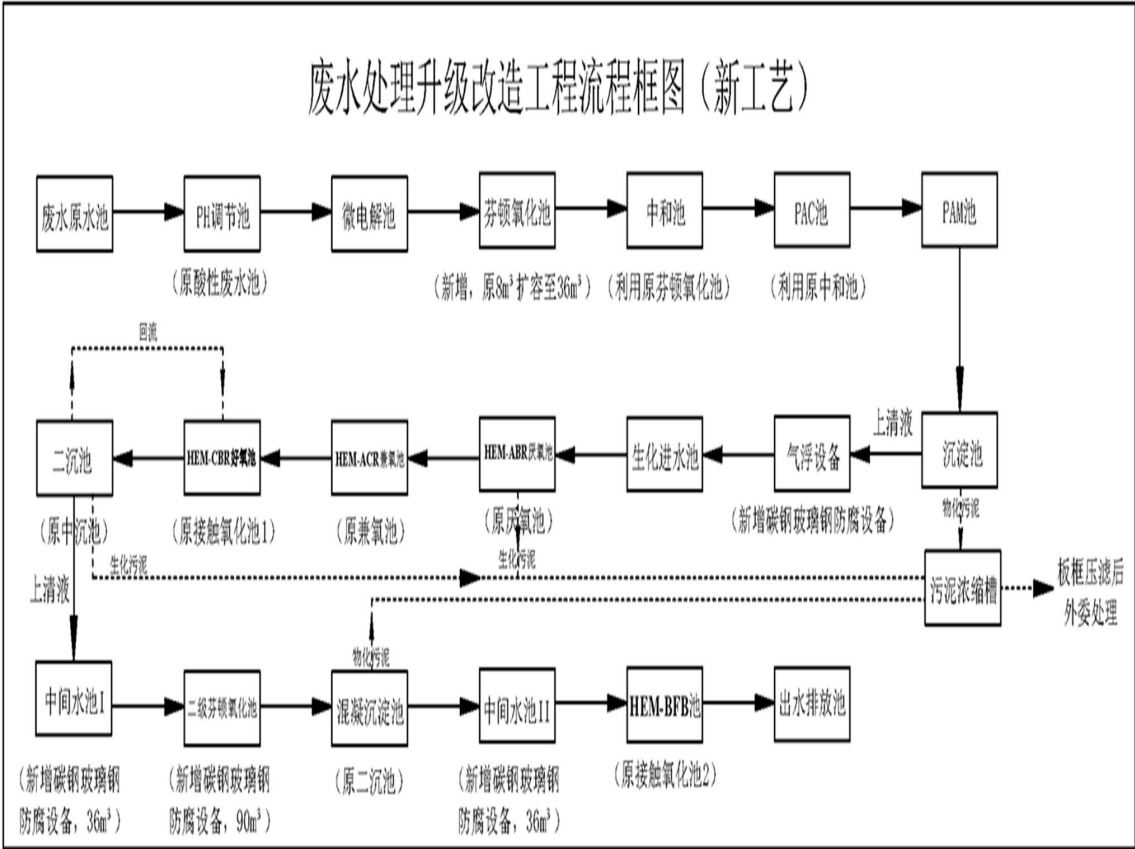 废水处理升级改造工程流程框图（新工艺）
废水原水池
PH调节池
微电解池
芬顿氧化池
中和池
PAC池
PAM池
（原酸性废水池）
（新增，原8m³扩容至36m³）
（利用原芬顿氧化池）
（利用原中和池）
回流
二沉池
HEM-CBR好氧池
HEM-ACR兼氧池
HEM-ABR厌氧池
生化进水池
气浮设备
上清液
沉淀池
（原中沉池）
（原接触氧化池1）
（原兼氧池）
（原厌氧池）
（新增碳钢玻璃钢防腐设备）
物化污泥
生化污泥
生化污泥
污泥浓缩槽
板框压滤后
外委处理
上清液
物化污泥
中间水池I
二级芬顿氧化池
混凝沉淀池
中间水池II
HEM-BFB池
出水排放池
（新增碳钢玻璃钢
防腐设备，36m³）
（新增碳钢玻璃钢
防腐设备，90m³）
（原二沉池）
（新增碳钢玻璃钢
防腐设备，36m³）
（原接触氧化池2）